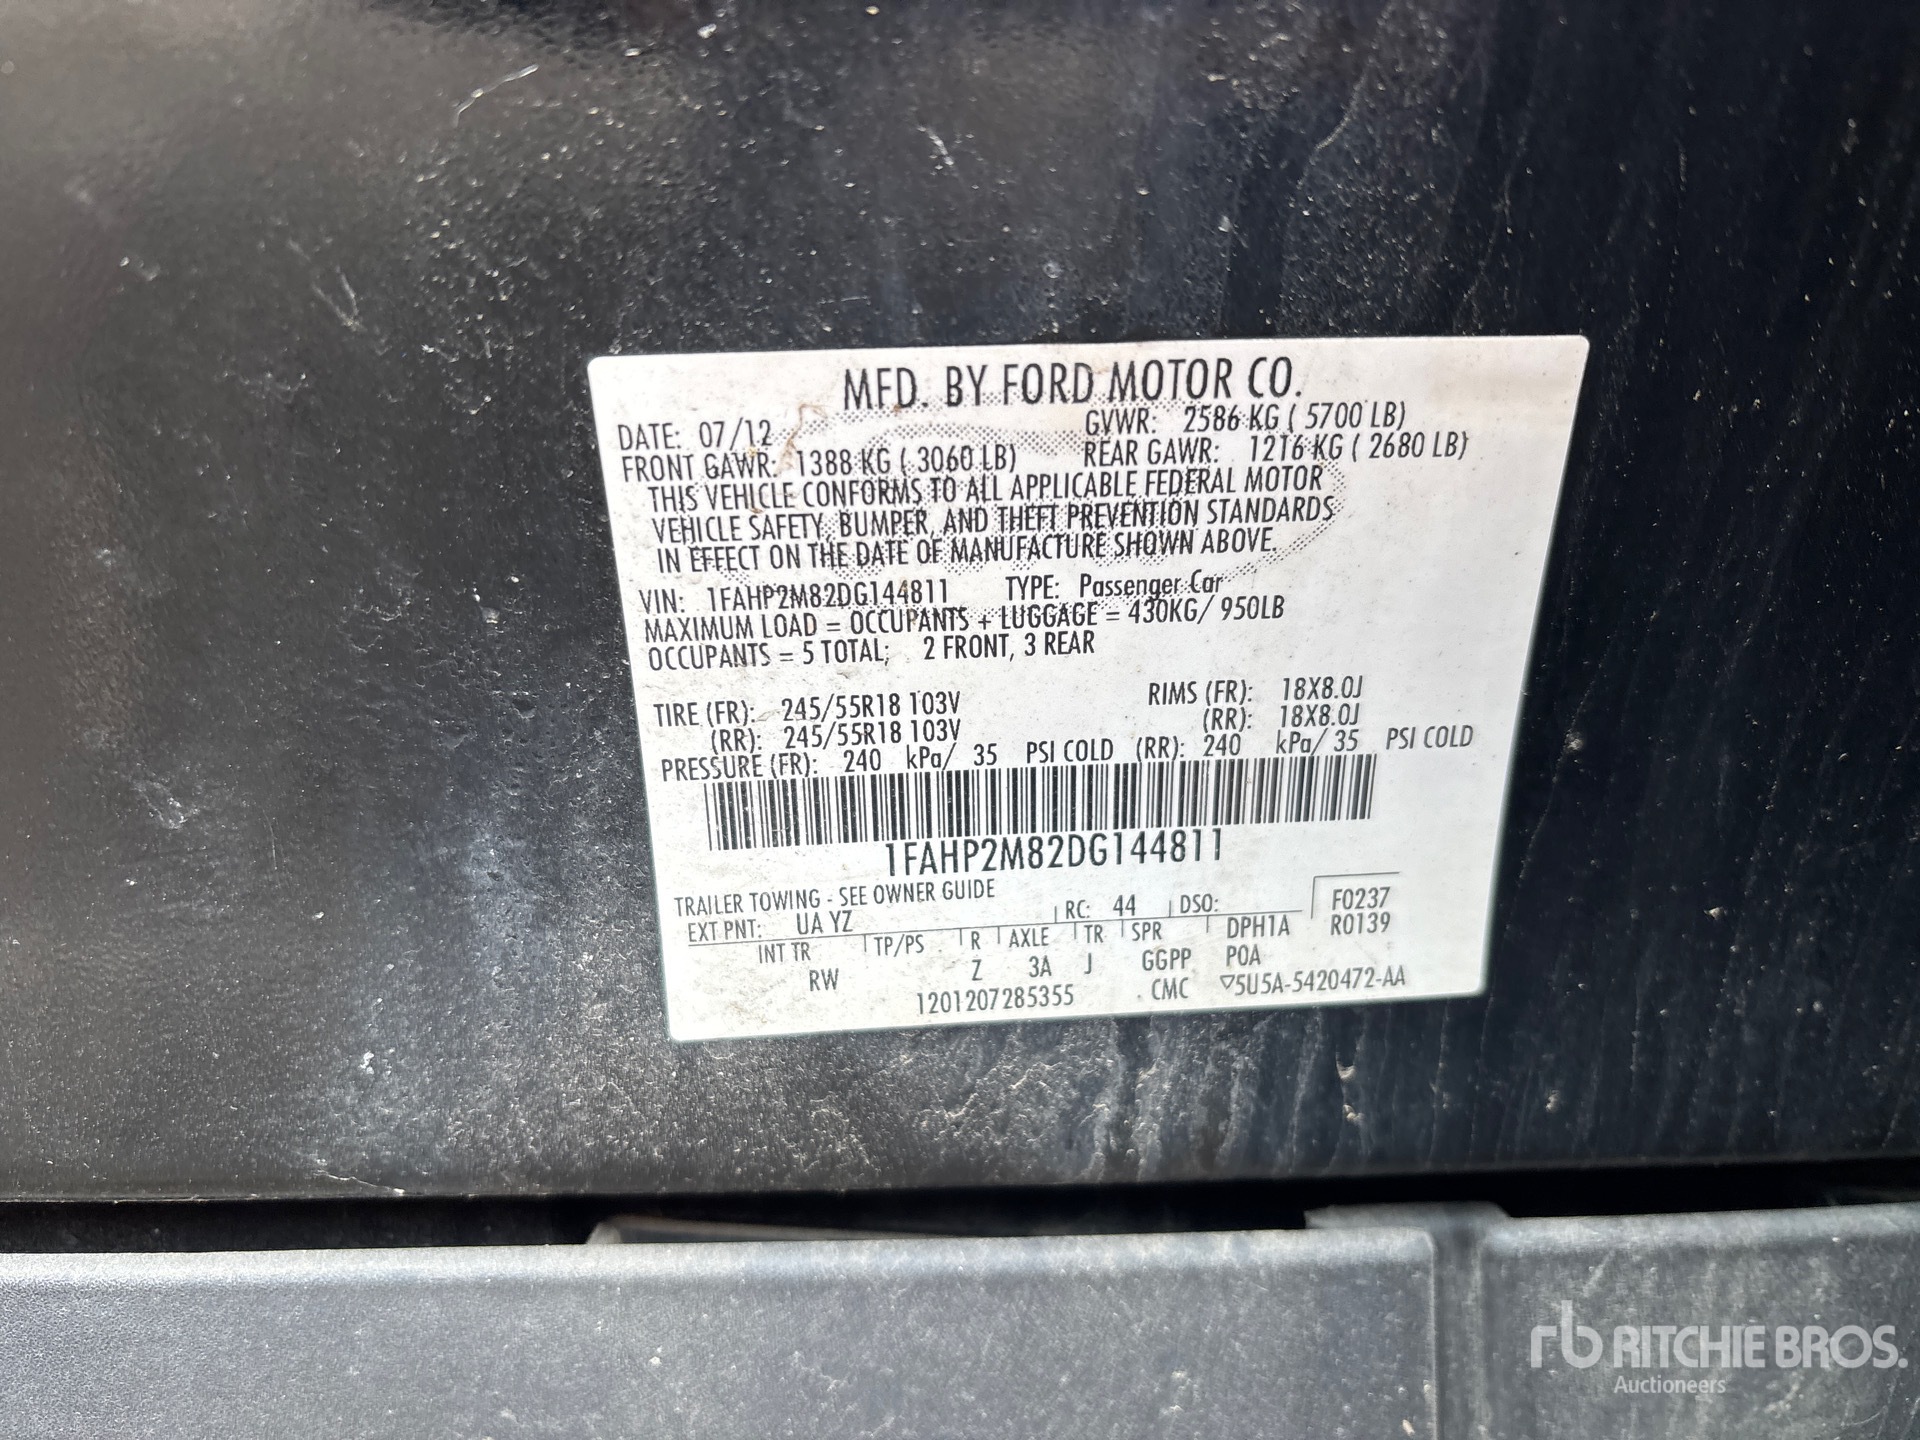 MFD. BY FORD MOTOR CO.
DATE: 07/12 GVWR: 2586 KG ( 5700 LB)
FRONT GAWR: 1388 KG ( 3060 LB) REAR GAWR: 1216 KG ( 2680 LB)
THIS VEHICLE CONFORMS TO ALL APPLICABLE FEDERAL MOTOR
VEHICLE SAFETY, BUMPER, AND THEFT PREVENTION STANDARDS
IN EFFECT ON THE DATE OF MANUFACTURE SHOWN ABOVE.
VIN: 1FAHP2M82DG144811 TYPE: Passenger Car
MAXIMUM LOAD = OCCUPANTS + LUGGAGE = 430KG/ 950LB
OCCUPANTS = 5 TOTAL; 2 FRONT, 3 REAR
TIRE (FR): 245/55R18 103V RIMS (FR): 18X8.0J
(RR): 245/55R18 103V (RR): 18X8.0J
PRESSURE (FR): 240 kPa/ 35 PSI COLD (RR): 240 kPa/ 35 PSI COLD
1FAHP2M82DG144811
TRAILER TOWING - SEE OWNER GUIDE
EXT PNT: UA YZ RC: 44 DSO: F0237
INT TR TP/PS R AXLE TR SPR DPH1A R0139
RW Z 3A J GGPP POA
1201207285355 . CMC ▽5U5A-5420472-AA
rb RITCHIE BROS.
Auctioneers